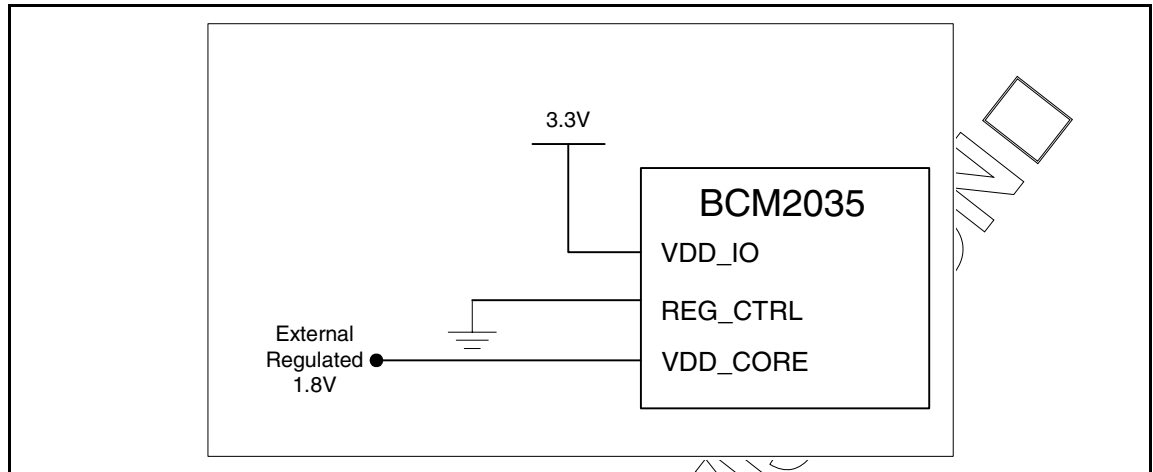 3.3V
BCM2035
VDD_IO
REG_CTRL
External
Regulated
1.8V
VDD_CORE